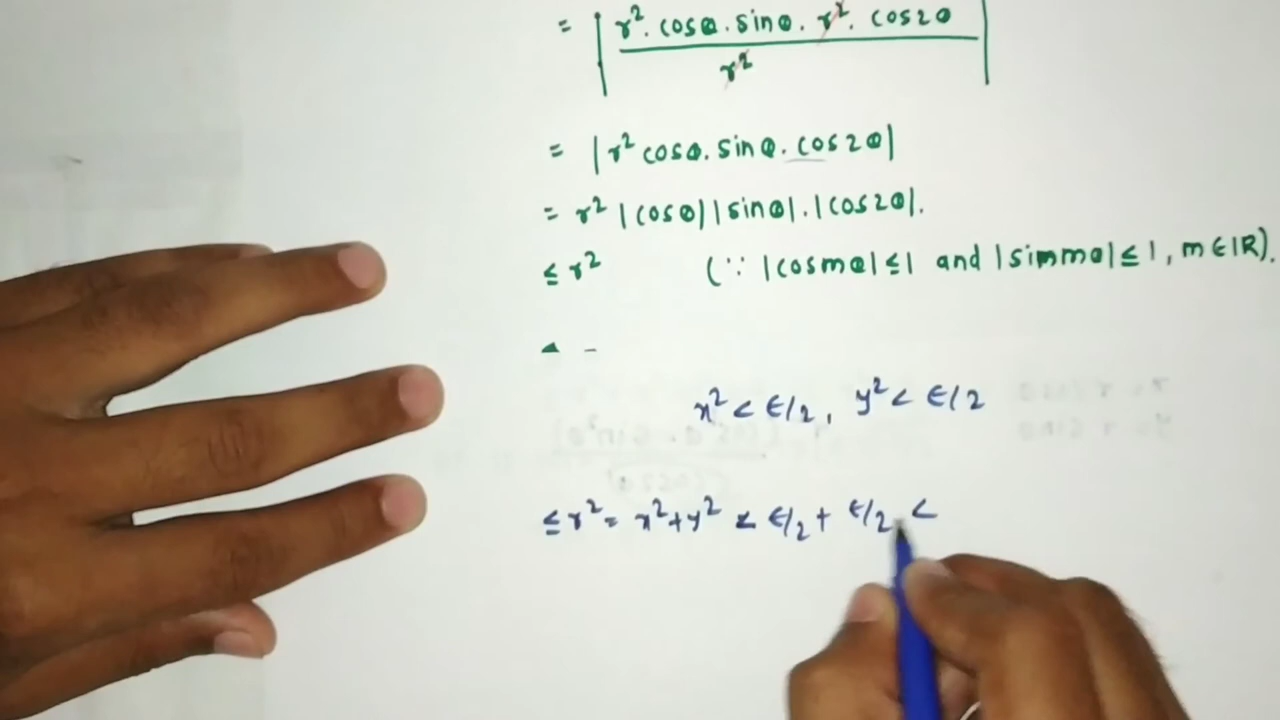 = | r². cosθ. sinθ. r². cos2θ / r² |
= |r² cosθ. sinθ. cos2θ|
= r² |cosθ| |sinθ|. |cos2θ|.
≤ r² (∵ |cosmθ| ≤ 1 and |sinmθ| ≤ 1, m ∈ ℝ).
x² < ϵ/2, y² < ϵ/2
≤ r² = x² + y² < ϵ/2 + ϵ/2 <